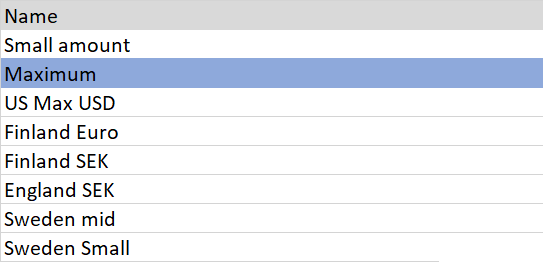 Name
Small amount
Maximum
US Max USD
Finland Euro
Finland SEK
England SEK
Sweden mid
Sweden Small